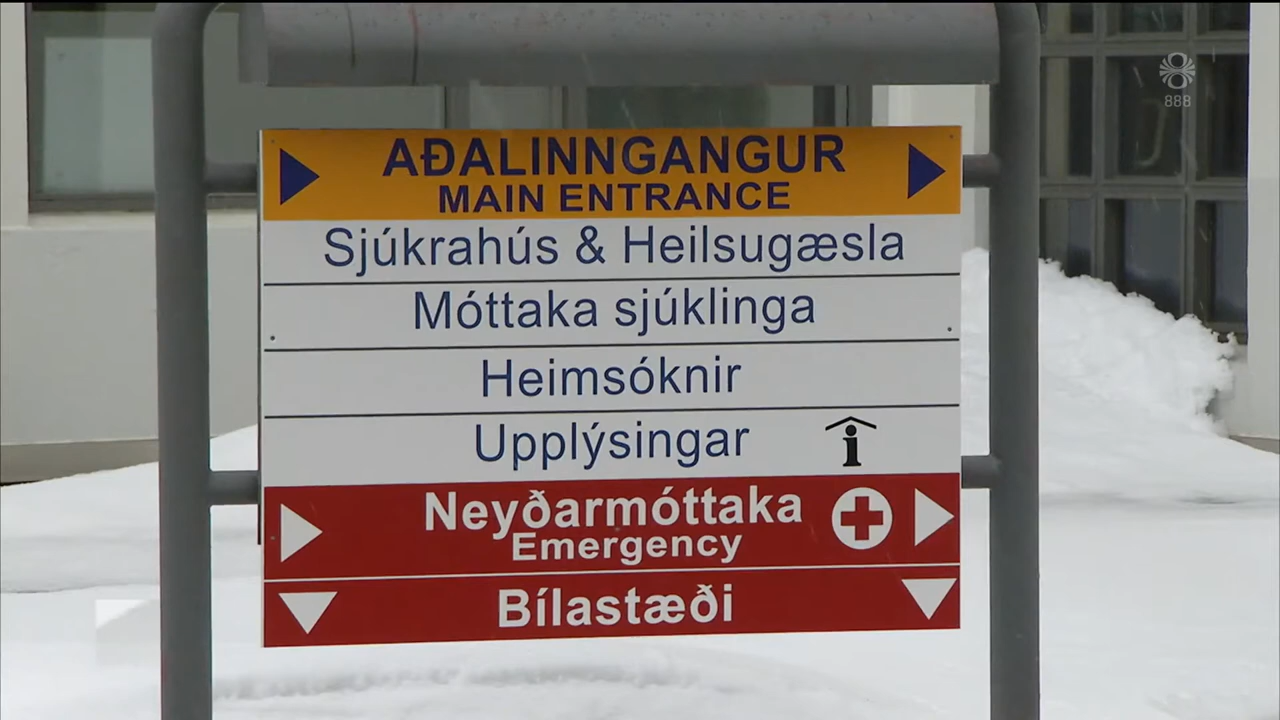 888
AÐALINNGANGUR
MAIN ENTRANCE
Sjúkrahús & Heilsugæsla
Móttaka sjúklinga
Heimsóknir
Upplýsingar
Neyðarmóttaka
Emergency
Bílastæði